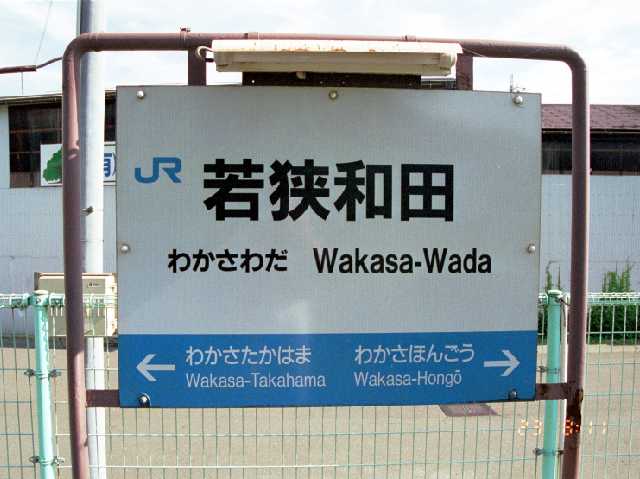 JR 若狭和田
わかさわだ Wakasa-Wada
← わかさたかはま わかさほんごう →
Wakasa-Takahama Wakasa-Hongō